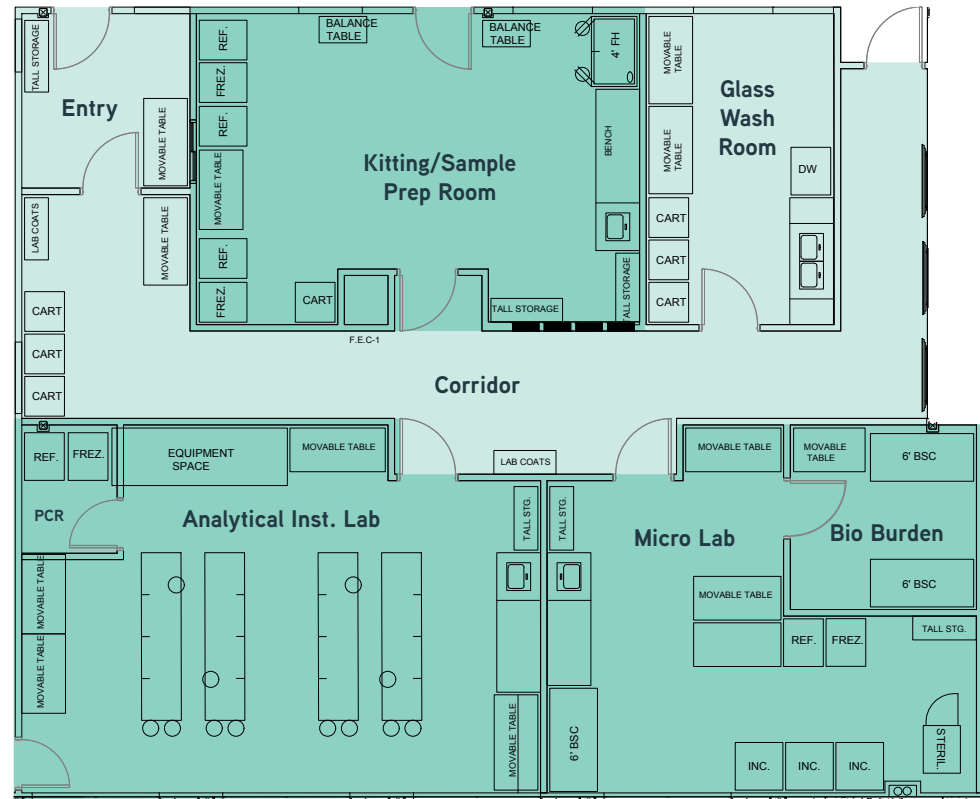 TALL STORAGE
Entry
MOVABLE TABLE
LAB COATS
MOVABLE TABLE
CART
CART
CART
REF.
FREZ.
REF.
MOVABLE TABLE
REF.
FREZ.
BALANCE
TABLE
BALANCE
TABLE
4' FH
BENCH
Kitting/Sample
Prep Room
CART
F.E.C-1
TALL STORAGE
TALL STORAGE
MOVABLE
TABLE
MOVABLE
TABLE
CART
CART
CART
Glass
Wash
Room
DW
Corridor
LAB COATS
REF.
FREZ.
PCR
EQUIPMENT
SPACE
MOVABLE TABLE
Analytical Inst. Lab
MOVABLE TABLE
MOVABLE TABLE
TALL STG.
MOVABLE TABLE
TALL STG.
6' BSC
Micro Lab
MOVABLE TABLE
MOVABLE TABLE
REF.
FREZ.
INC.
INC.
INC.
MOVABLE
TABLE
6' BSC
Bio Burden
6' BSC
TALL STG.
STERIL.